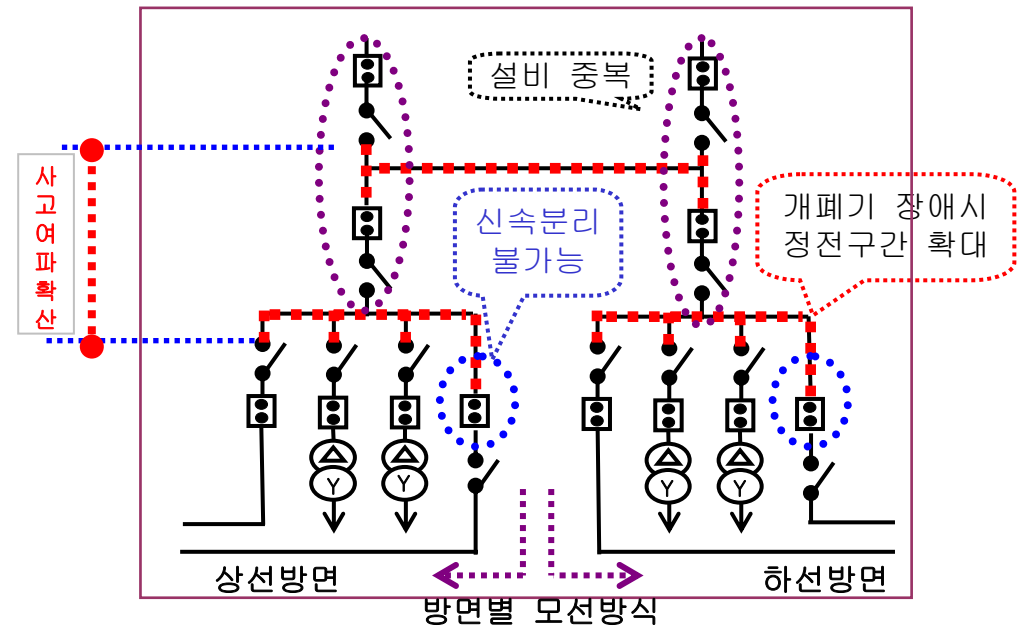 설비 중복
사
고
여
파
확
산
신속분리
불가능
개폐기 장애시
정전구간 확대
Y
Y
Y
Y
상선방면
하선방면
방면별 모선방식